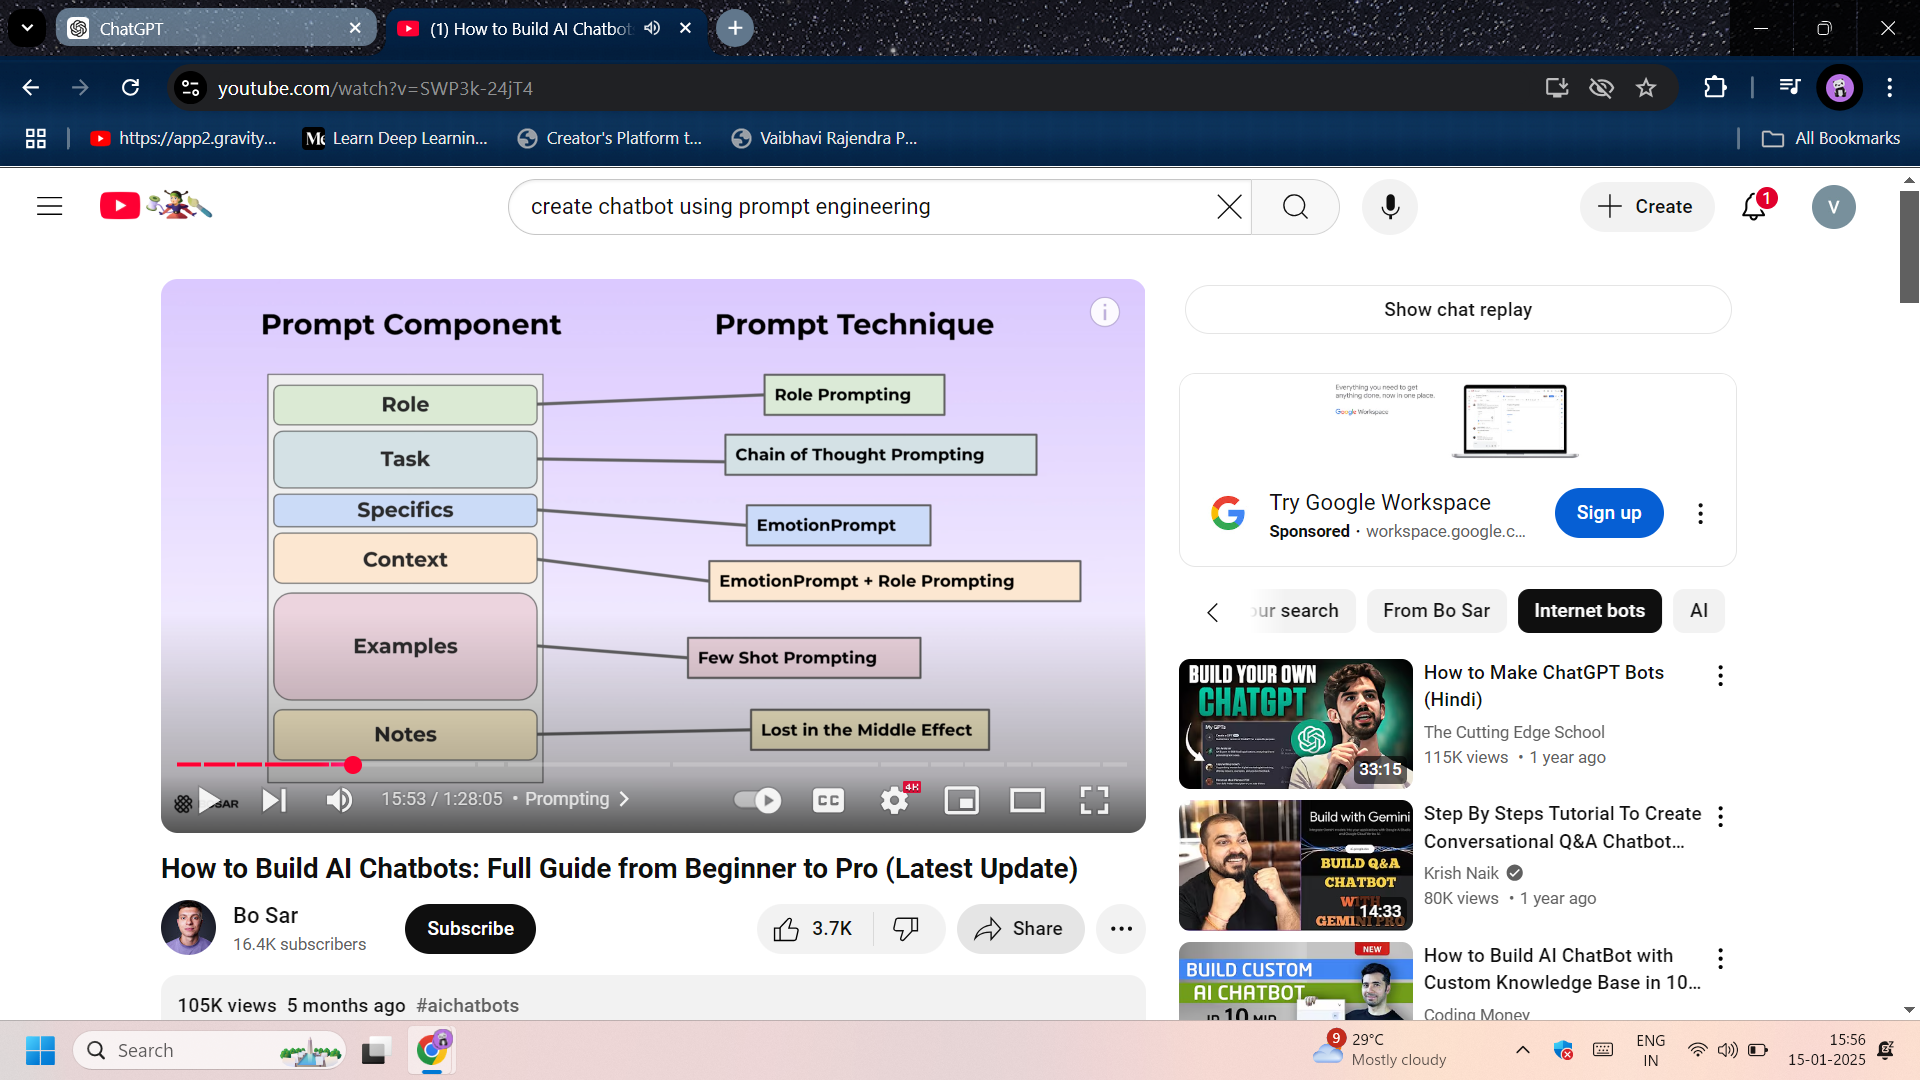 ChatGPT
(1) How to Build AI Chatbot
youtube.com/watch?v=SWP3k-24jT4
https://app2.gravity...
Learn Deep Learnin...
Creator's Platform t...
Vaibhavi Rajendra P...
All Bookmarks
create chatbot using prompt engineering
Create
1
V
Prompt Component
Prompt Technique
Role
Role Prompting
Task
Chain of Thought Prompting
Specifics
EmotionPrompt
Context
EmotionPrompt + Role Prompting
Examples
Few Shot Prompting
Notes
Lost in the Middle Effect
15:53 / 1:28:05 • Prompting
CC
4K
How to Build AI Chatbots: Full Guide from Beginner to Pro (Latest Update)
Bo Sar
16.4K subscribers
Subscribe
3.7K
Share
105K views 5 months ago #aichatbots
Show chat replay
Everything you need to get
anything done, now in one place.
Google Workspace
Try Google Workspace
Sponsored · workspace.google.c...
Sign up
our search
From Bo Sar
Internet bots
AI
BUILD YOUR OWN
CHATGPT
33:15
How to Make ChatGPT Bots
(Hindi)
The Cutting Edge School
115K views • 1 year ago
Build with Gemini
BUILD Q&A
CHATBOT
WITH
GEMINI PRO
14:33
Step By Steps Tutorial To Create
Conversational Q&A Chatbot...
Krish Naik
80K views • 1 year ago
NEW
BUILD CUSTOM
AI CHATBOT
IN 10 MIN
How to Build AI ChatBot with
Custom Knowledge Base in 10...
Coding Money
Search
9
29°C
Mostly cloudy
ENG
IN
15:56
15-01-2025